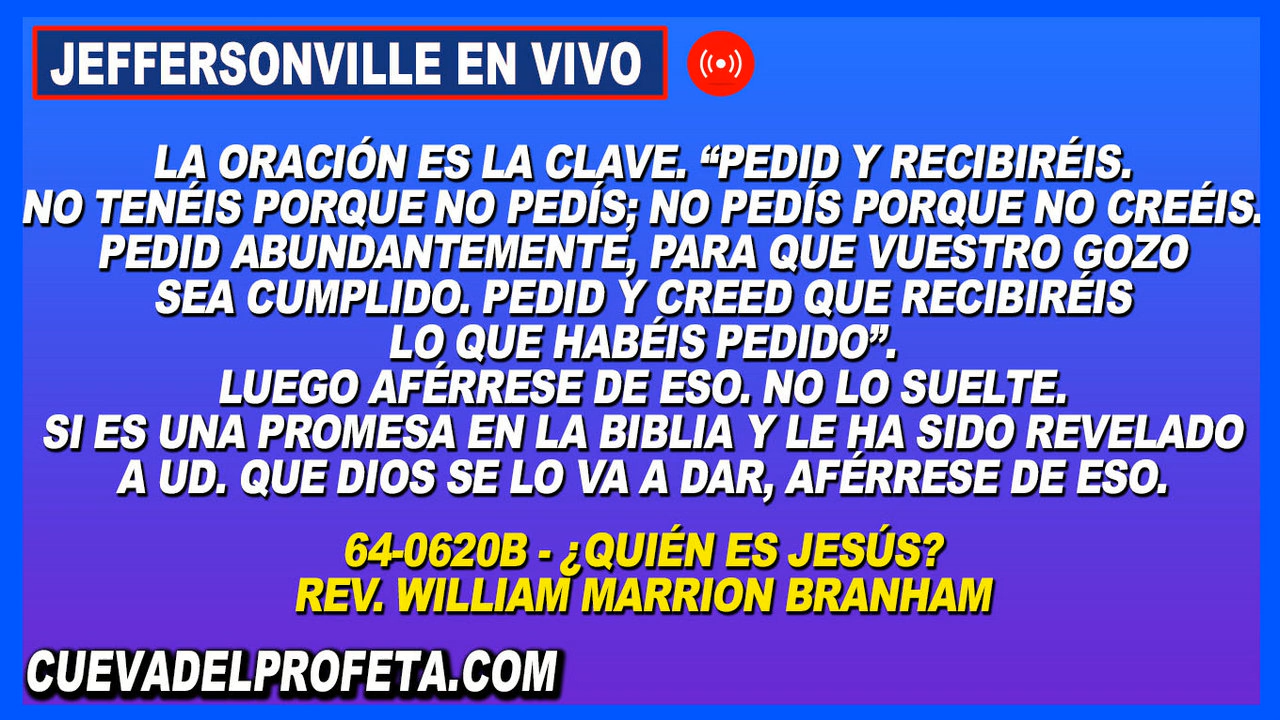 JEFFERSONVILLE EN VIVO
LA ORACIÓN ES LA CLAVE. “PEDID Y RECIBIRÉIS.
NO TENÉIS PORQUE NO PEDÍS; NO PEDÍS PORQUE NO CREÉIS.
PEDID ABUNDANTEMENTE, PARA QUE VUESTRO GOZO
SEA CUMPLIDO. PEDID Y CREED QUE RECIBIRÉIS
LO QUE HABÉIS PEDIDO”.
LUEGO AFÉRRESE DE ESO. NO LO SUELTE.
SI ES UNA PROMESA EN LA BIBLIA Y LE HA SIDO REVELADO
A UD. QUE DIOS SE LO VA A DAR, AFÉRRESE DE ESO.
64-0620B - ¿QUIÉN ES JESÚS?
REV. WILLIAM MARRION BRANHAM
CUEVADELPROFETA.COM